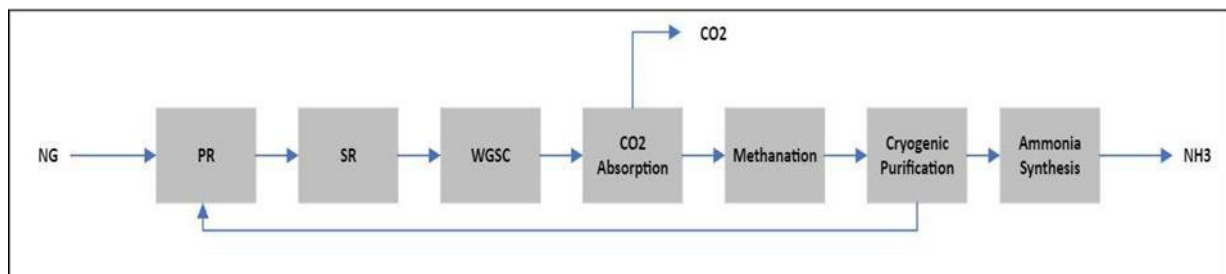 CO2
NG
PR
SR
WGSC
CO2
Absorption
Methanation
Cryogenic
Purification
Ammonia
Synthesis
NH3